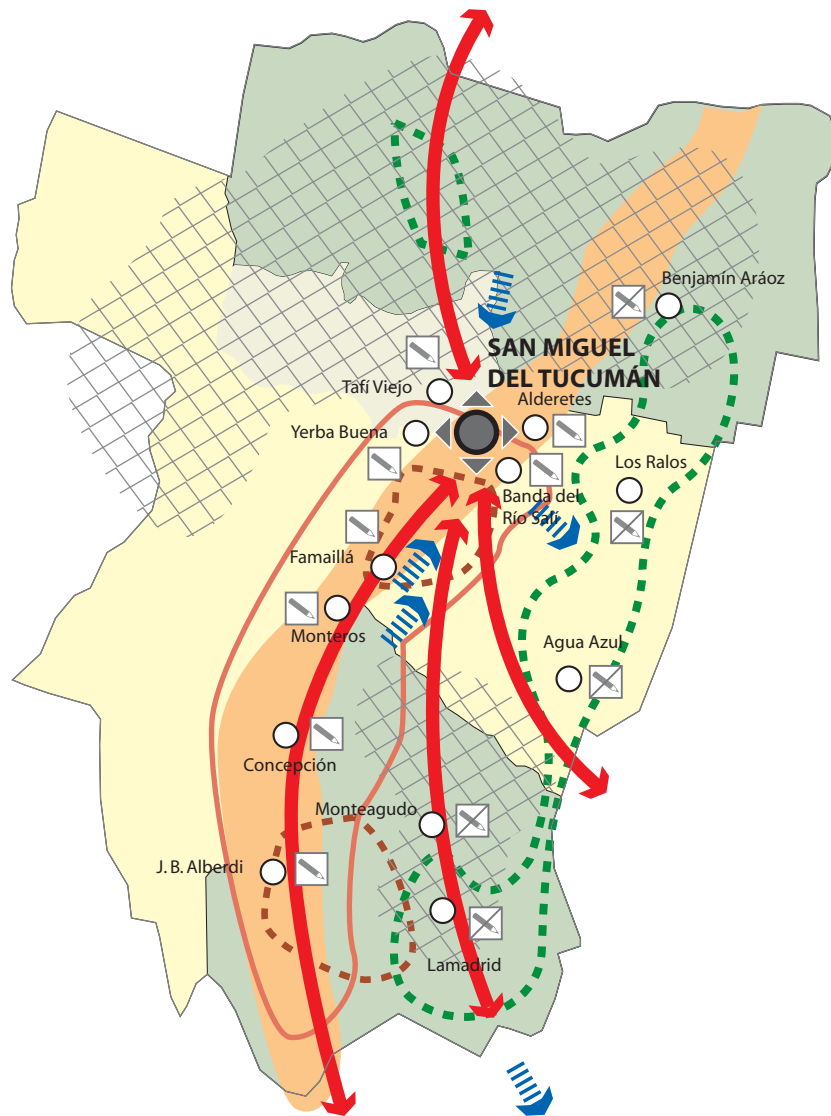 Benjamín Aráoz
SAN MIGUEL
DEL TUCUMÁN
Tafí Viejo
Alderetes
Yerba Buena
Los Ralos
Banda del
Río Salí
Famaillá
Monteros
Agua Azul
Concepción
Monteagudo
J. B. Alberdi
Lamadrid